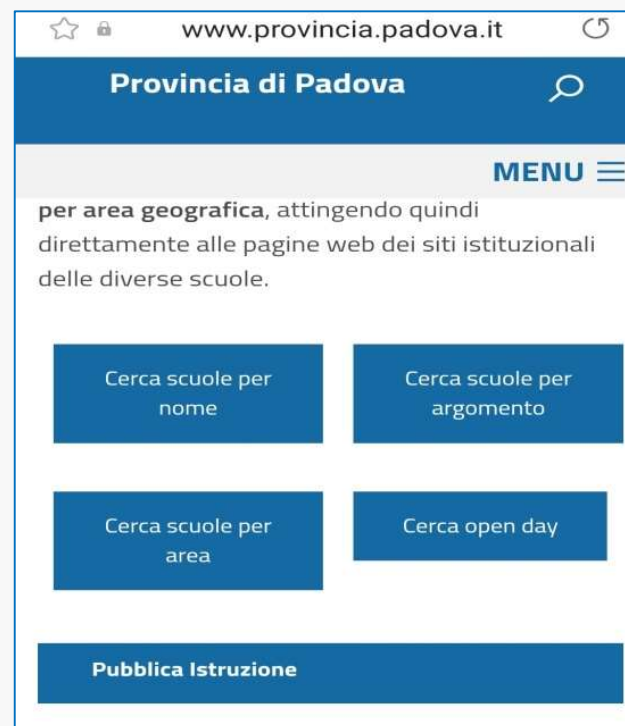 www.provincia.padova.it
Provincia di Padova
MENU
per area geografica, attingendo quindi
direttamente alle pagine web dei siti istituzionali
delle diverse scuole.
Cerca scuole per
nome
Cerca scuole per
argomento
Cerca scuole per
area
Cerca open day
Pubblica Istruzione